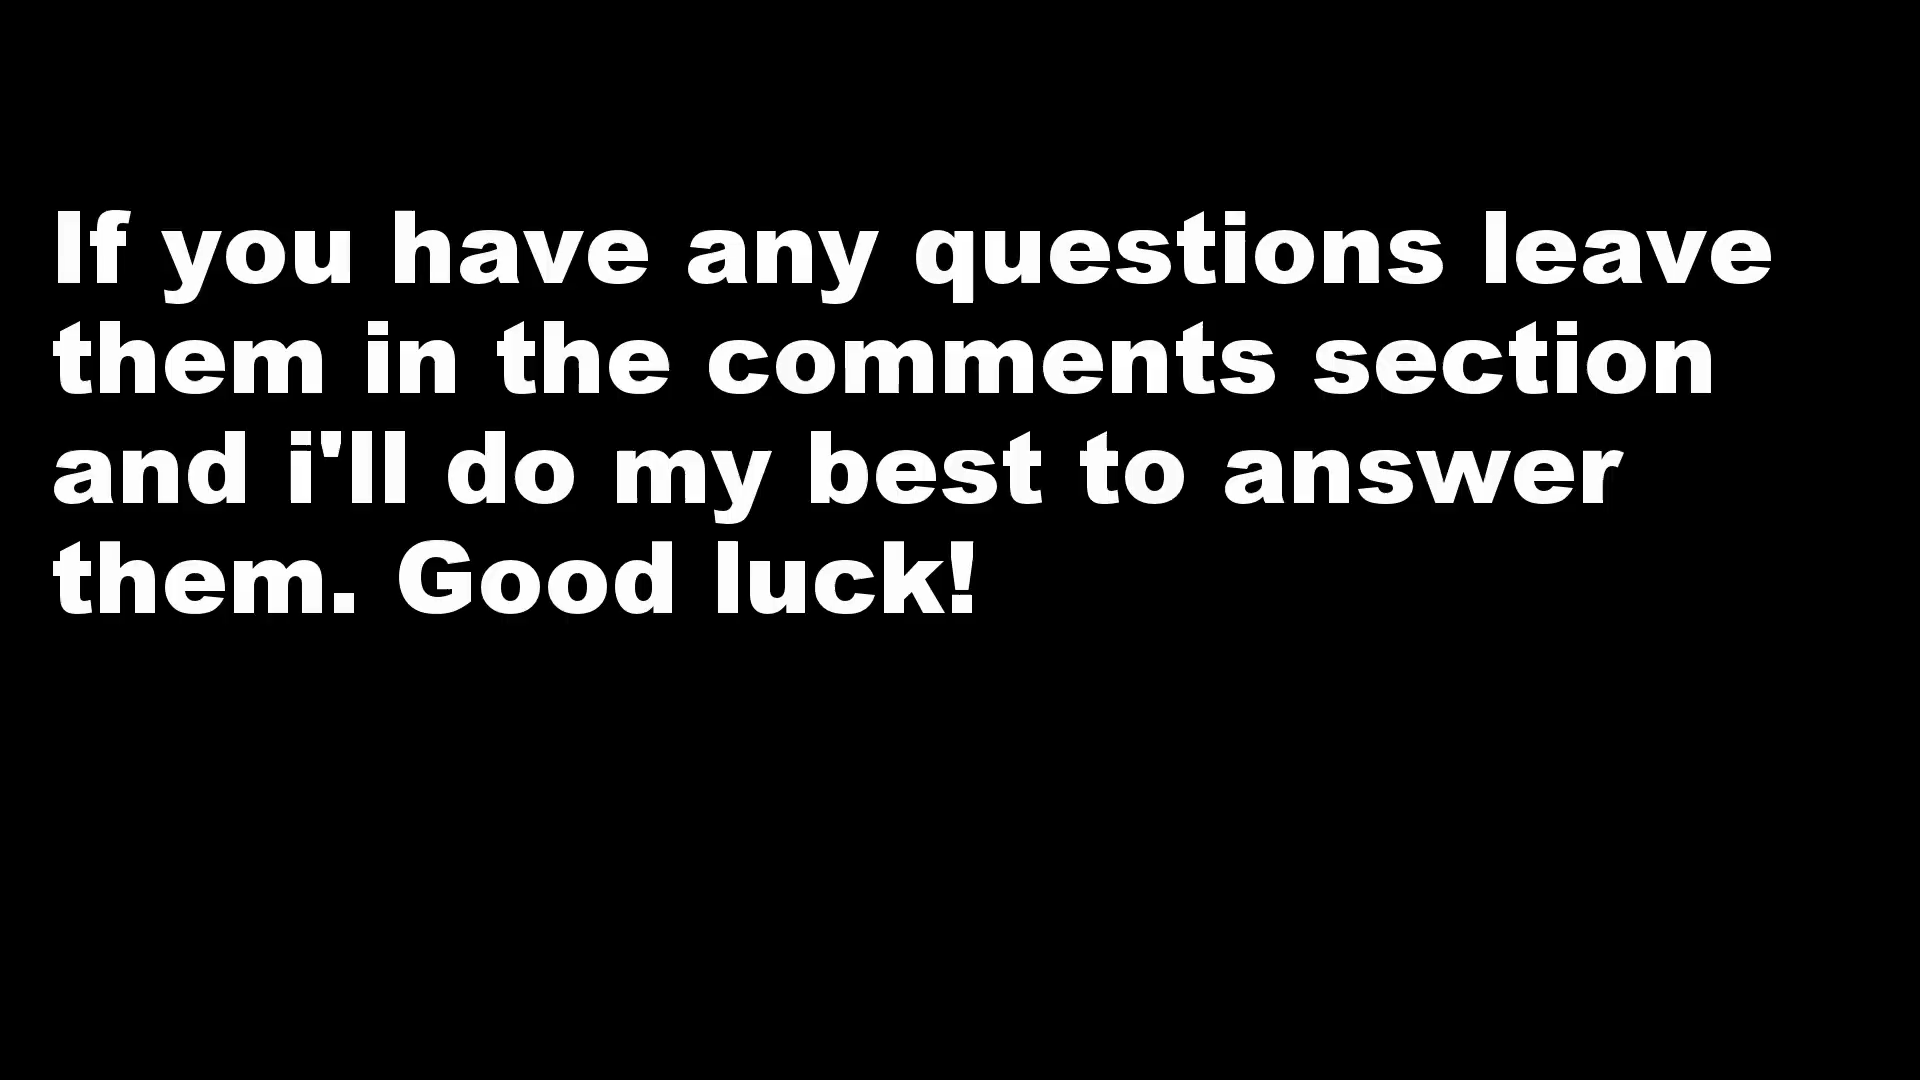 If you have any questions leave
them in the comments section
and i'll do my best to answer
them. Good luck!